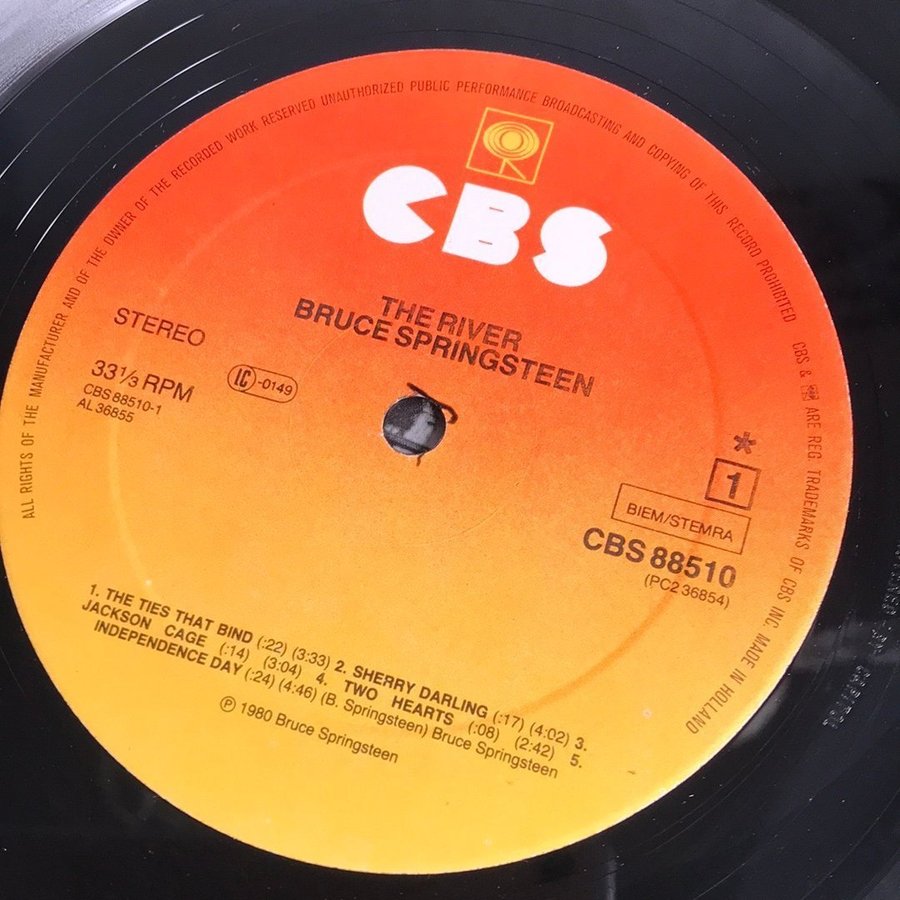 ALL RIGHTS OF THE MANUFACTURER AND OF THE OWNER OF THE RECORDED WORK RESERVED UNAUTHORIZED PUBLIC PERFORMANCE BROADCASTING AND COPYING OF THIS RECORD PROHIBITED
CBS & ARE REG. TRADEMARKS OF CBS INC. MADE IN HOLLAND
CBS
THE RIVER
BRUCE SPRINGSTEEN
STEREO
33⅓ RPM
CBS 88510-1
AL 36855
LC-0149
*
1
BIEM/STEMRA
CBS 88510
(PC2 36854)
1. THE TIES THAT BIND (:22) (3:33) 2. SHERRY DARLING (:17) (4:02) 3.
JACKSON CAGE (:14) (3:04) 4. TWO HEARTS (:08) (2:42) 5.
INDEPENDENCE DAY (:24) (4:46) (B. Springsteen) Bruce Springsteen
℗ 1980 Bruce Springsteen